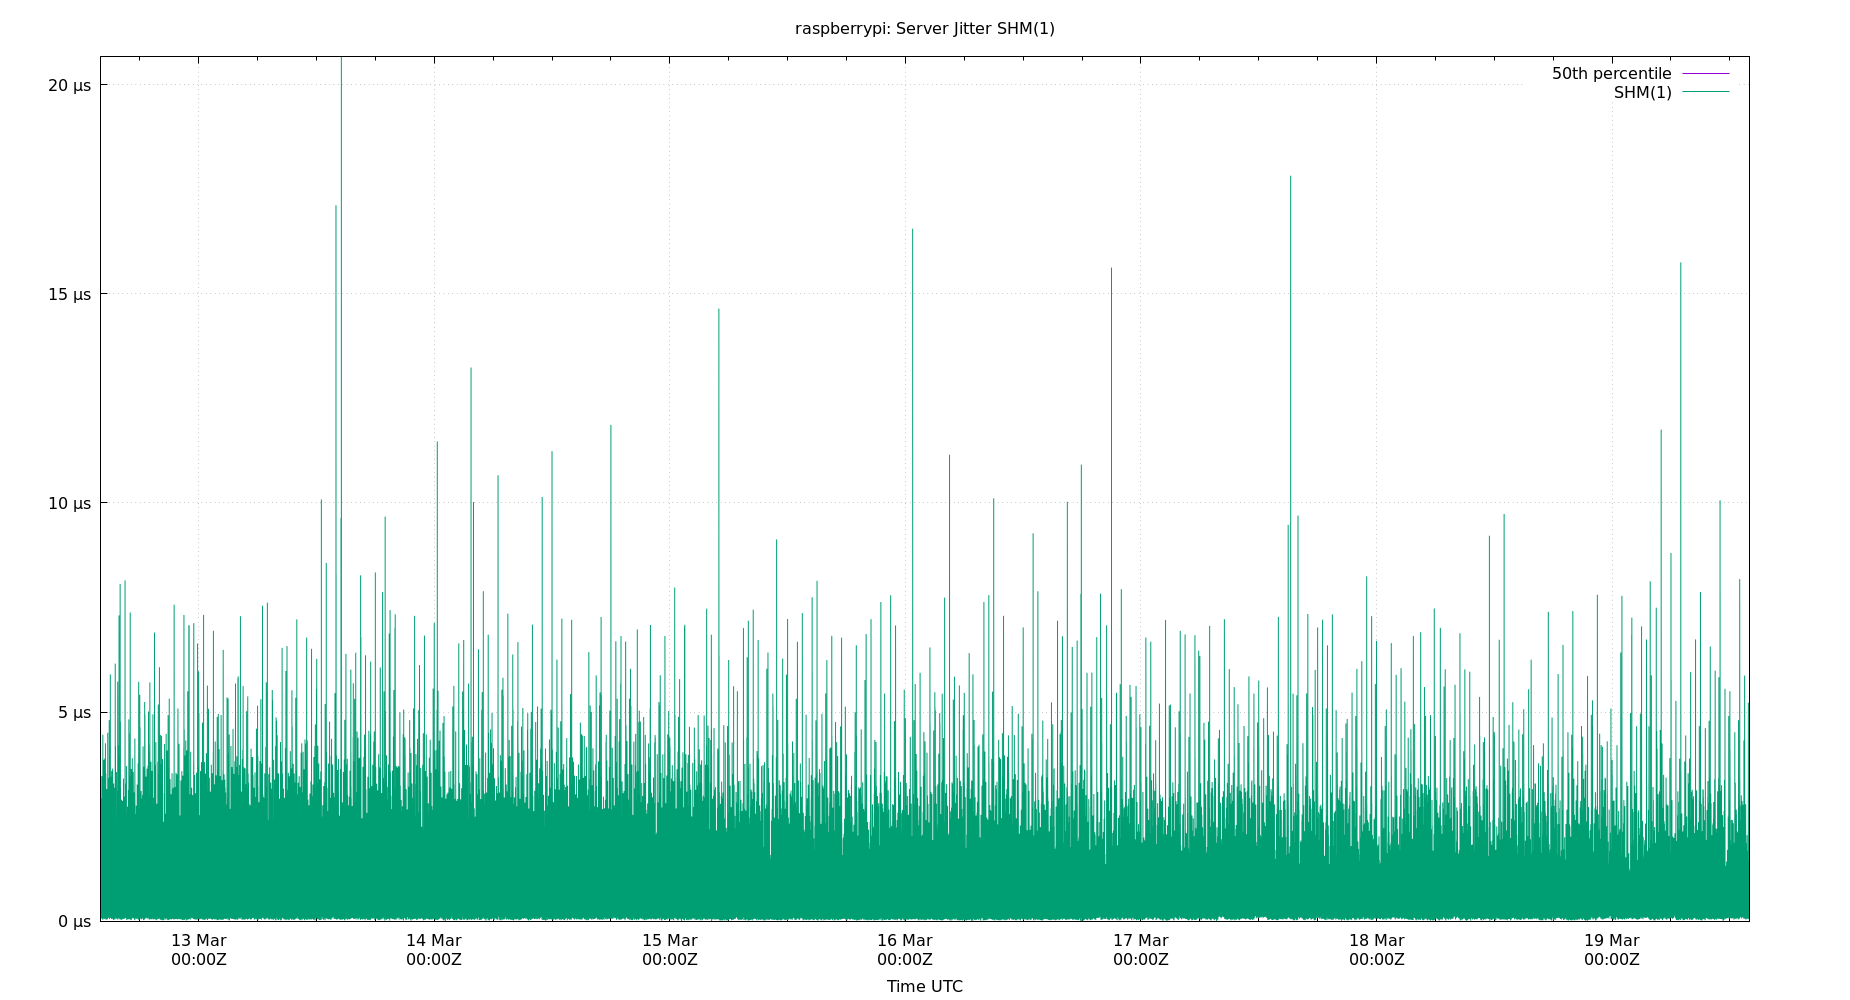 raspberrypi: Server Jitter SHM(1)
50th percentile
SHM(1)
20 µs
15 µs
10 µs
5 µs
0 µs
13 Mar 14 Mar 15 Mar 16 Mar 17 Mar 18 Mar 19 Mar
00:00Z 00:00Z 00:00Z 00:00Z 00:00Z 00:00Z 00:00Z
Time UTC